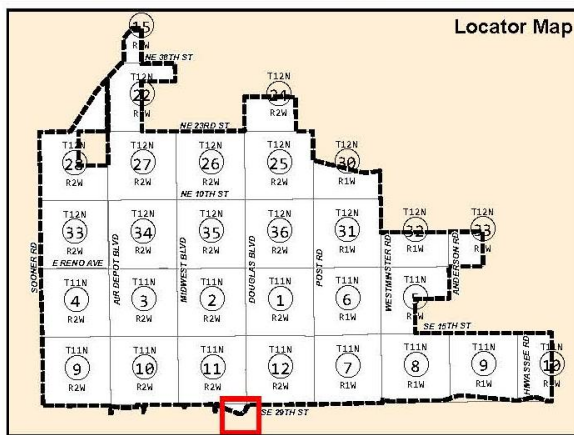 Locator Map
15
R2W
NE 36TH ST
T12N
22
R2W
T12N
24
R2W
NE 23RD ST
T12N
28
R2W
T12N
27
R2W
T12N
26
R2W
T12N
25
R2W
T12N
30
R1W
NE 10TH ST
T12N
33
R2W
T12N
34
R2W
T12N
35
R2W
T12N
36
R2W
T12N
31
R1W
T12N
32
R1W
T12N
33
R1W
SOONER RD
E RENO AVE
AIR DEPOT BLVD
MIDWEST BLVD
DOUGLAS BLVD
POST RD
WESTMINSTER RD
ANDERSON RD
T11N
4
R2W
T11N
3
R2W
T11N
2
R2W
T11N
1
R2W
T11N
6
R1W
T11N
5
R1W
SE 15TH ST
T11N
9
R2W
T11N
10
R2W
T11N
11
R2W
T11N
12
R2W
T11N
7
R1W
T11N
8
R1W
T11N
9
R1W
HIWASSEE RD
T11N
10
R1W
SE 29TH ST